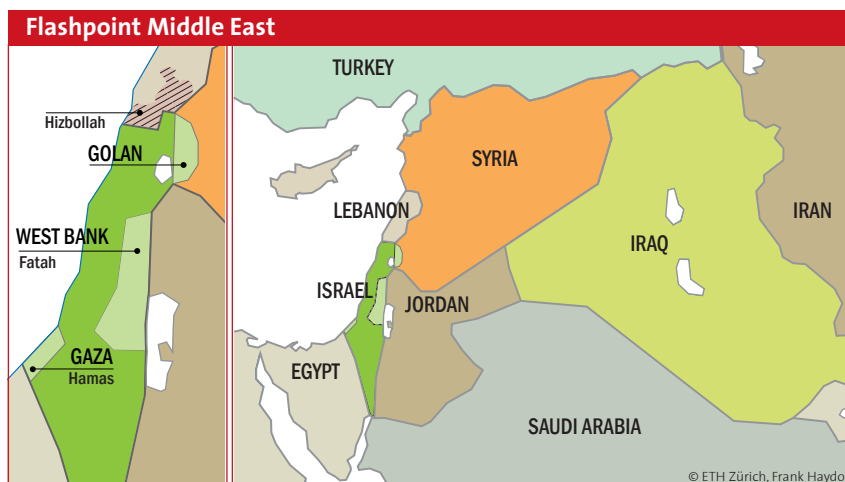 Flashpoint Middle East
Hizbollah
GOLAN
WEST BANK
Fatah
GAZA
Hamas
TURKEY
SYRIA
LEBANON
IRAN
IRAQ
ISRAEL
JORDAN
EGYPT
SAUDI ARABIA
© ETH Zürich, Frank Haydo